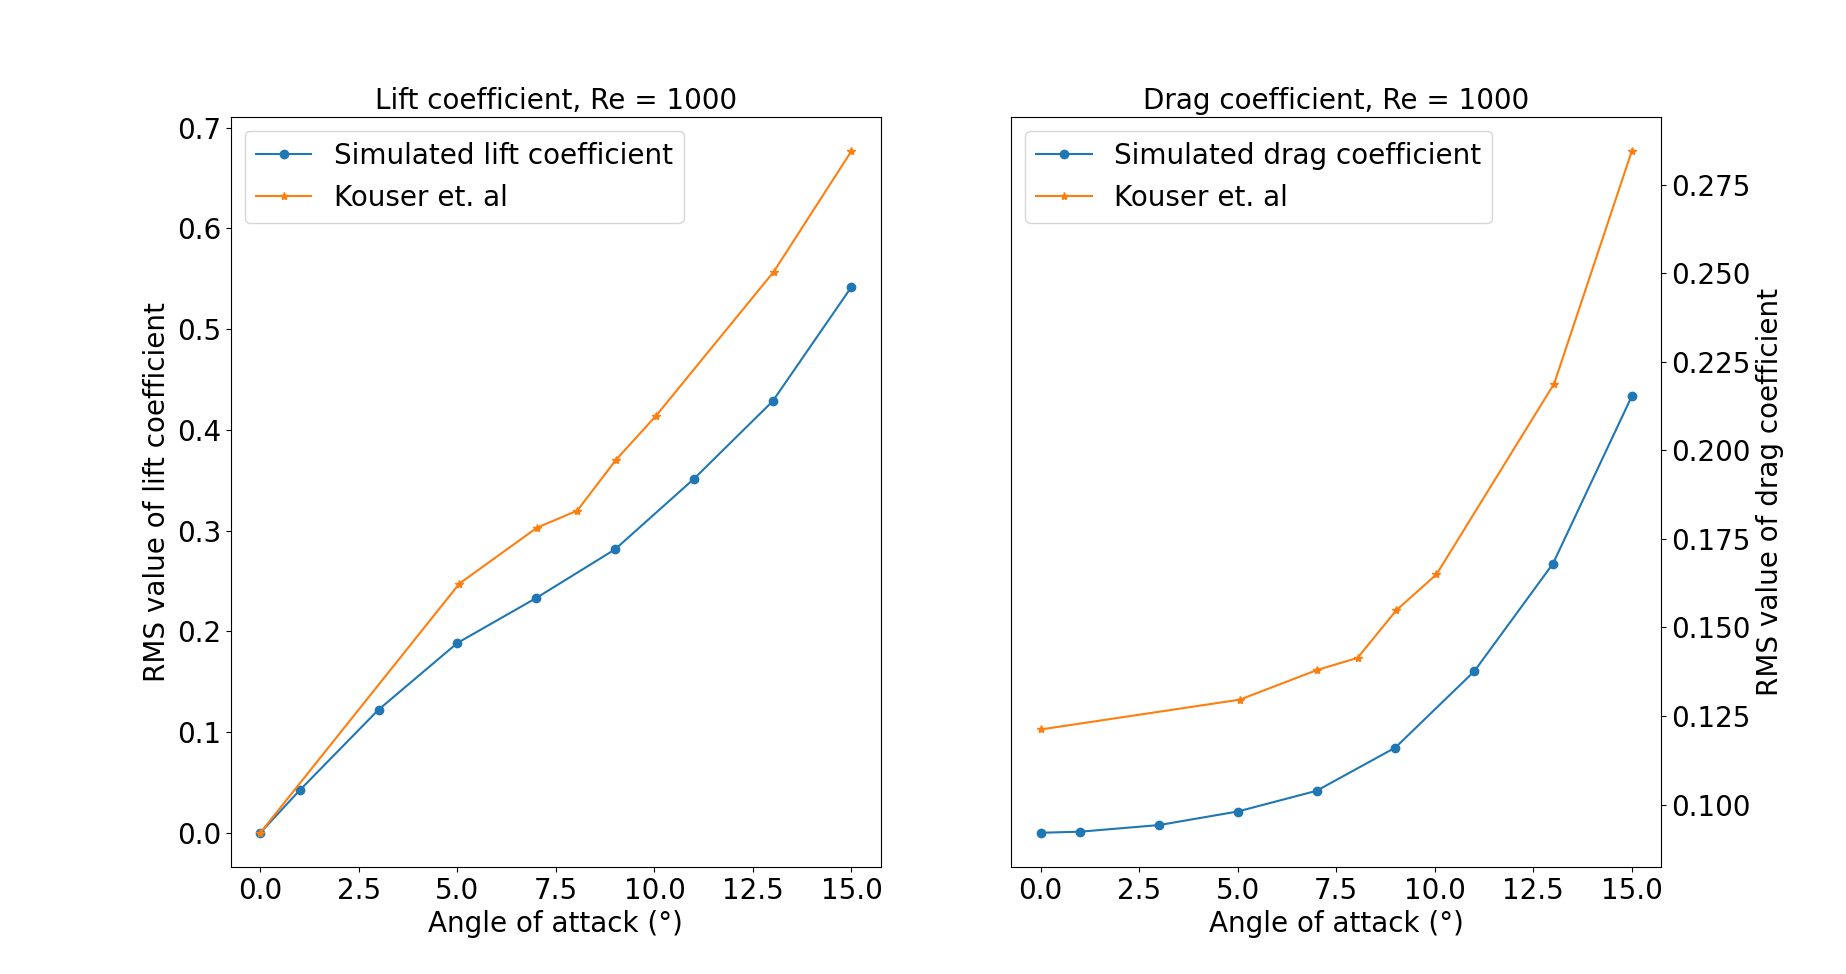 Lift coefficient, Re = 1000
Simulated lift coefficient
Kouser et. al
RMS value of lift coefficient
0.7
0.6
0.5
0.4
0.3
0.2
0.1
0.0
0.0 2.5 5.0 7.5 10.0 12.5 15.0
Angle of attack (°)
Drag coefficient, Re = 1000
Simulated drag coefficient
Kouser et. al
0.275
0.250
0.225
0.200
0.175
0.150
0.125
0.100
RMS value of drag coefficient
0.0 2.5 5.0 7.5 10.0 12.5 15.0
Angle of attack (°)